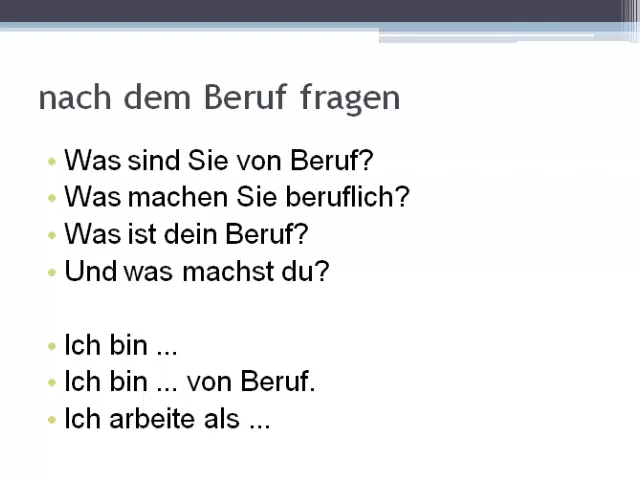 nach dem Beruf fragen
• Was sind Sie von Beruf?
• Was machen Sie beruflich?
• Was ist dein Beruf?
• Und was machst du?
• Ich bin ...
• Ich bin ... von Beruf.
• Ich arbeite als ...